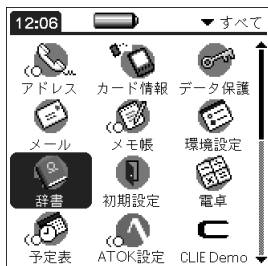 12:06 すべて
アドレス カード情報 データ保護
メール メモ帳 環境設定
辞書 初期設定 電卓
予定表 ATOK設定 CLIE Demo